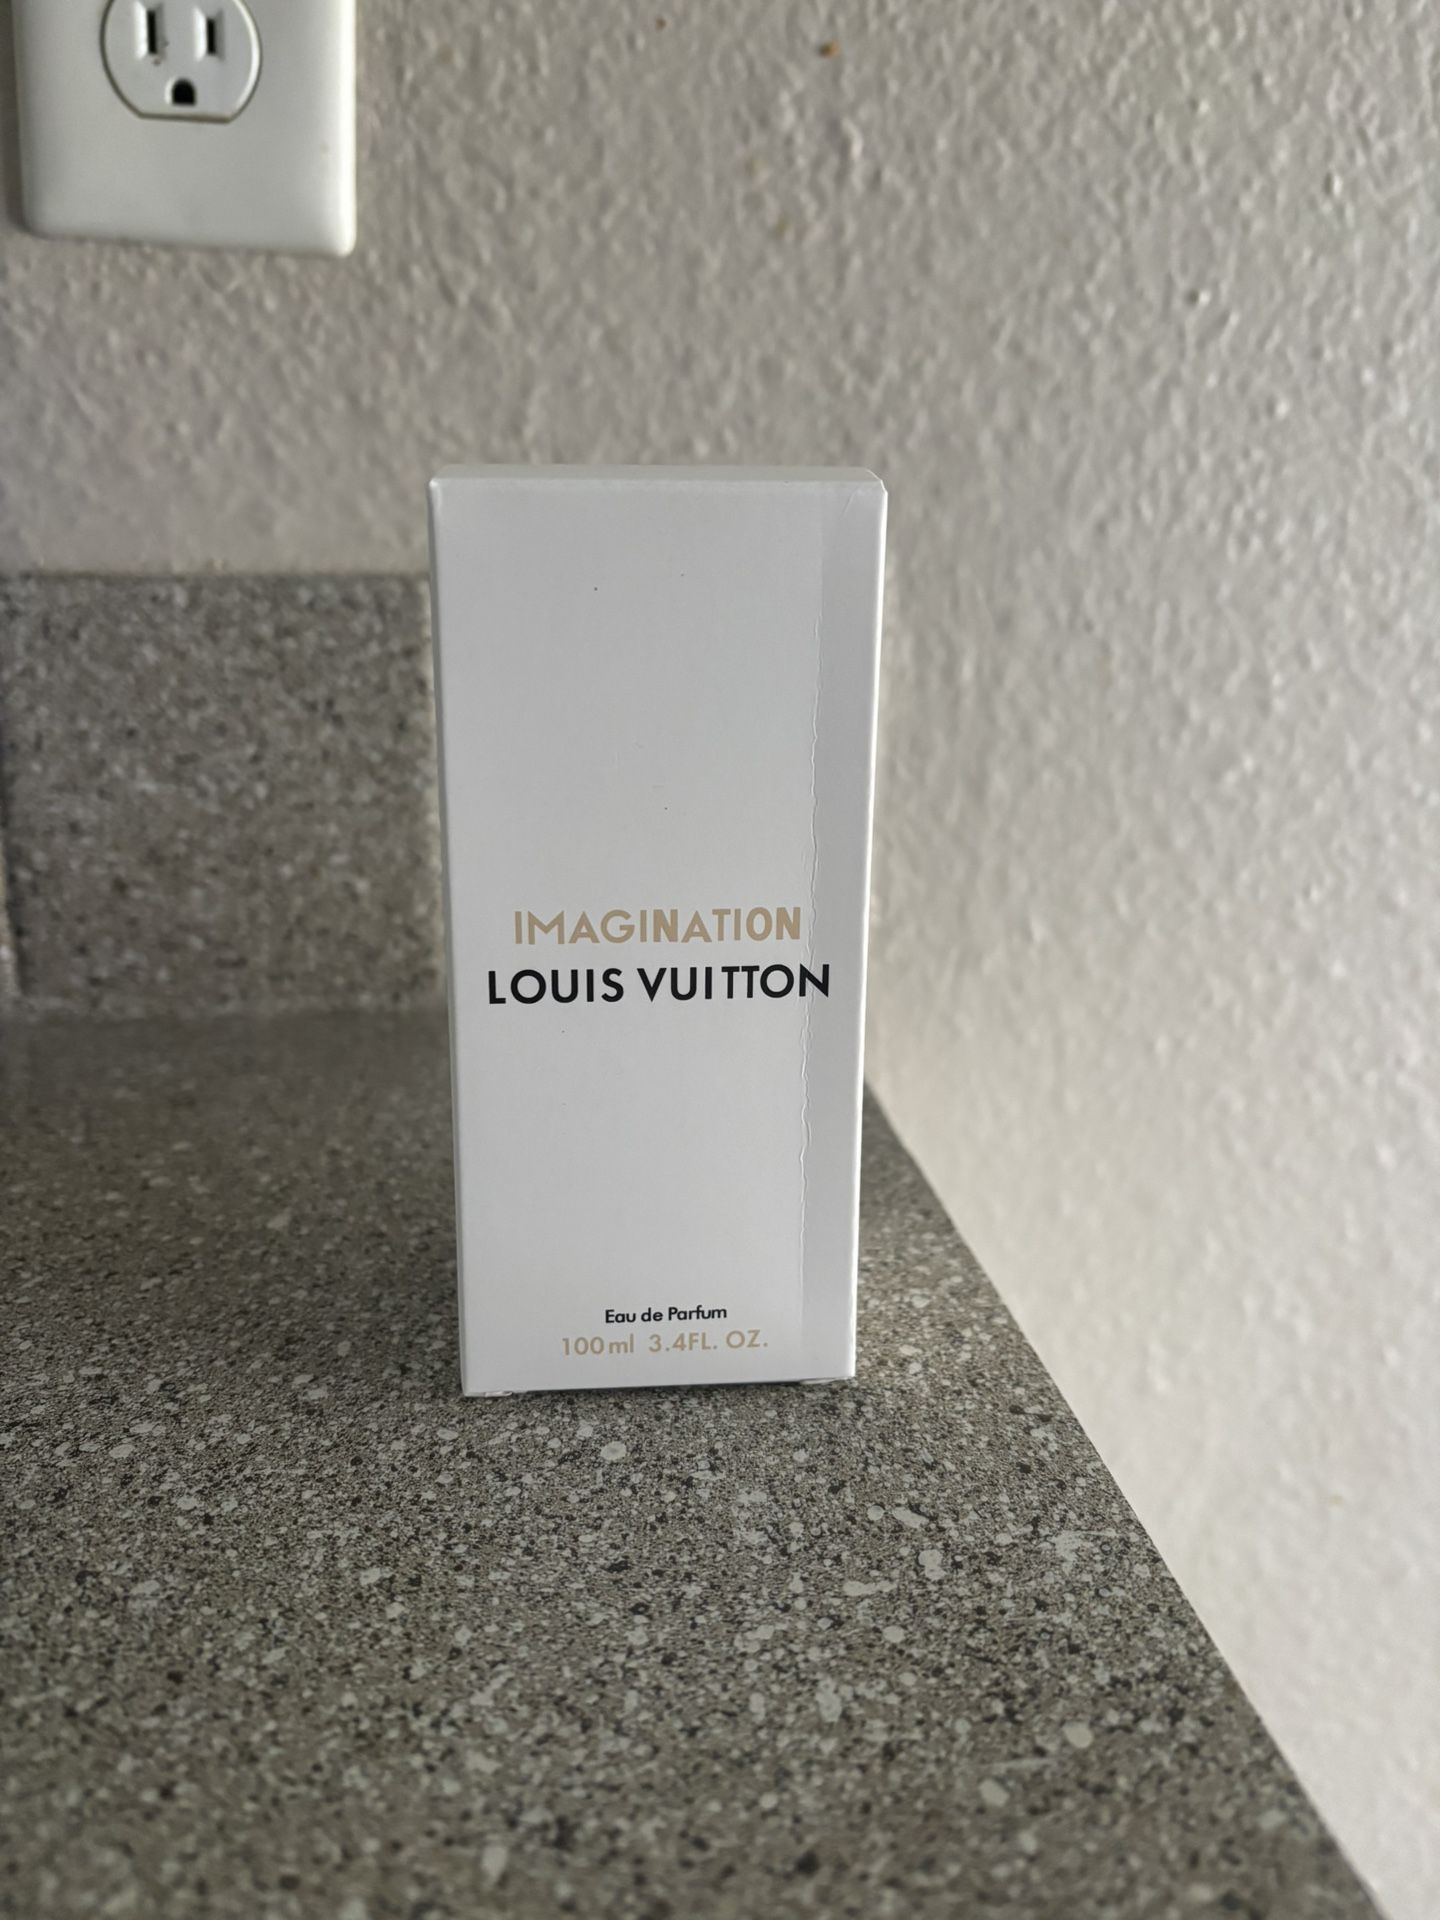 IMAGINATION
LOUIS VUITTON
Eau de Parfum
100ml 3.4FL. OZ.